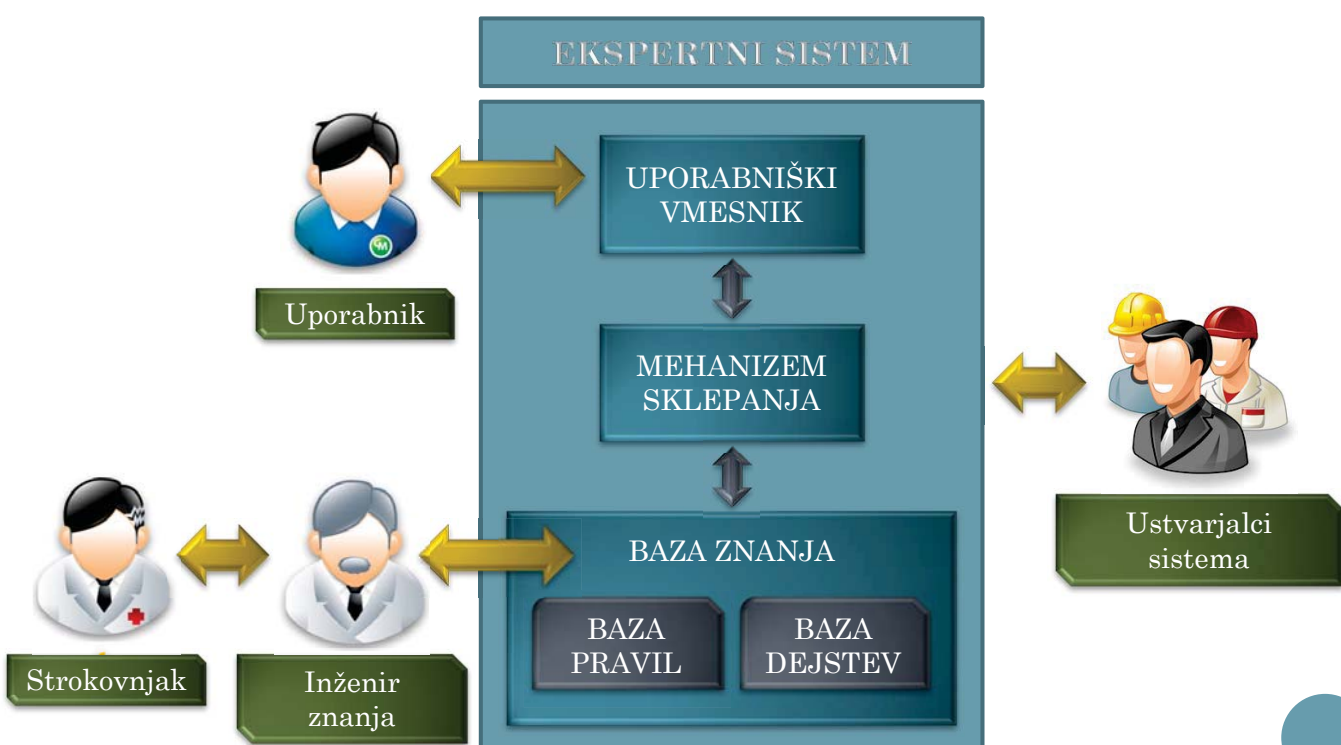 EKSPERTNI SISTEM
UPORABNIŠKI
VMESNIK
Uporabnik
MEHANIZEM
SKLEPANJA
Ustvarjalci
sistema
BAZA ZNANJA
BAZA
PRAVIL
BAZA
DEJSTEV
Strokovnjak
Inženir
znanja